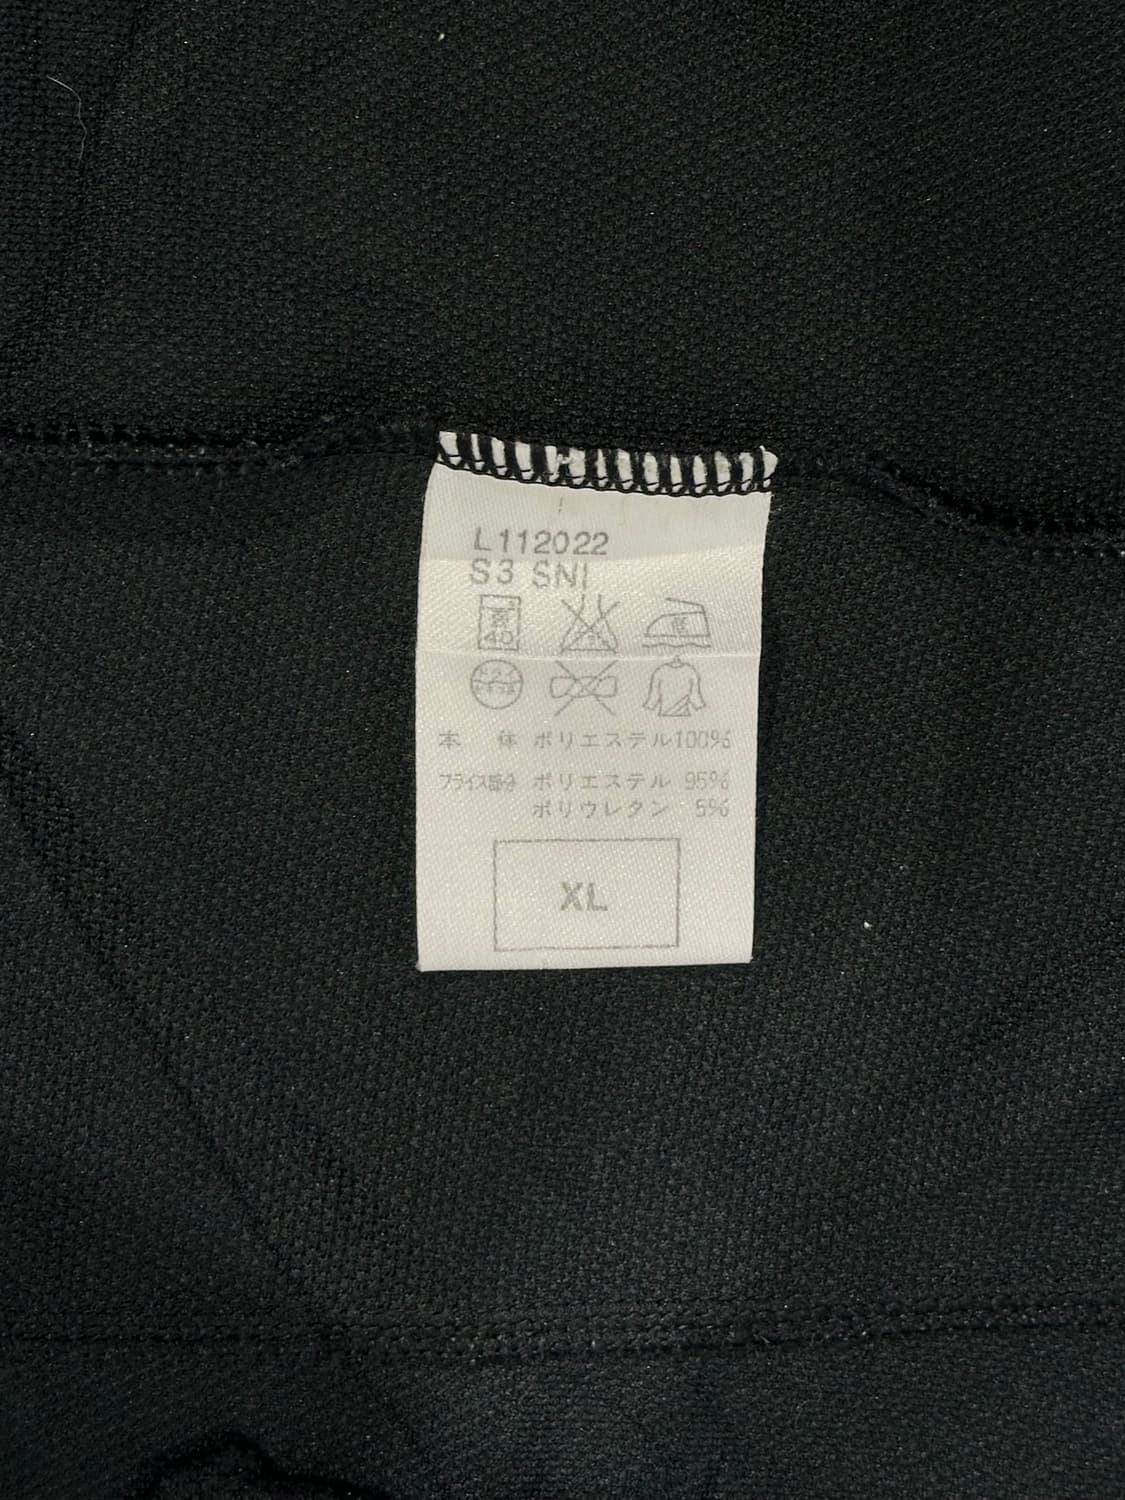 L112022
S3 SNI
40
本 体 ポリエステル100%
フライス部分 ポリエステル 95%
ポリウレタン 5%
XL